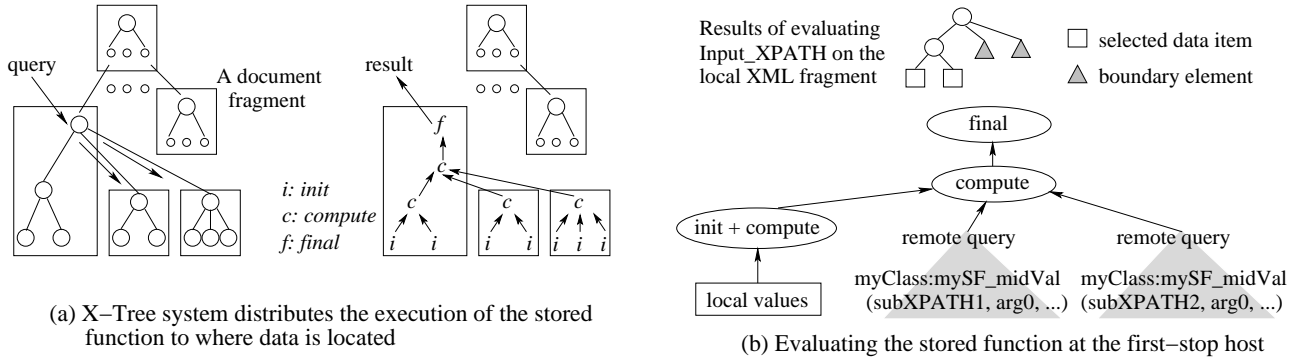 query
A document
fragment
result
f
c
i: init
c: compute
f: final
c
c
c
i
i
i
i
i
i
i
(a) X–Tree system distributes the execution of the stored
function to where data is located
Results of evaluating
Input_XPATH on the
local XML fragment
selected data item
boundary element
final
compute
init + compute
remote query
remote query
local values
myClass:mySF_midVal
(subXPATH1, arg0, ...)
myClass:mySF_midVal
(subXPATH2, arg0, ...)
(b) Evaluating the stored function at the first–stop host